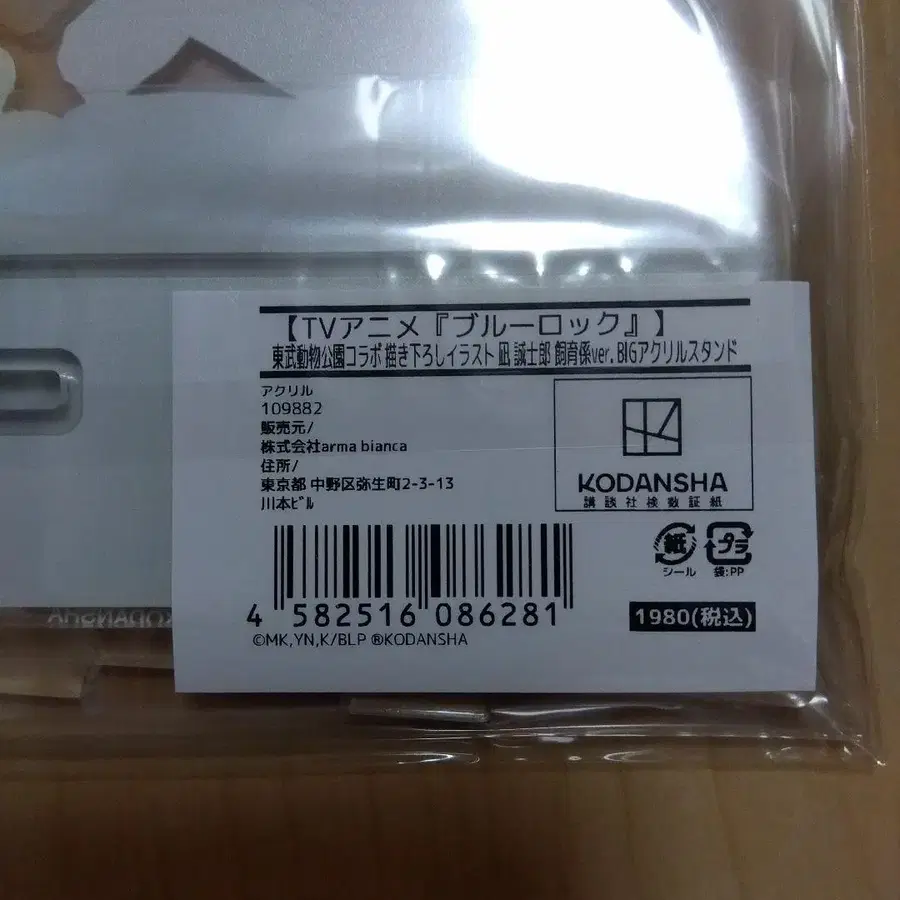 【TVアニメ『ブルーロック』】
東武動物公園コラボ 描き下ろしイラスト 凪 誠士郎 飼育係ver. BIGアクリルスタンド
アクリル
109882
販売元/
株式会社arma bianca
住所/
東京都 中野区弥生町2-3-13
川本ﾋﾞﾙ
KODANSHA
講談社検数証紙
紙
シール
プラ
袋:PP
4 582516 086281
1980(税込)
©MK,YN,K/BLP ®KODANSHA
KODANSHA